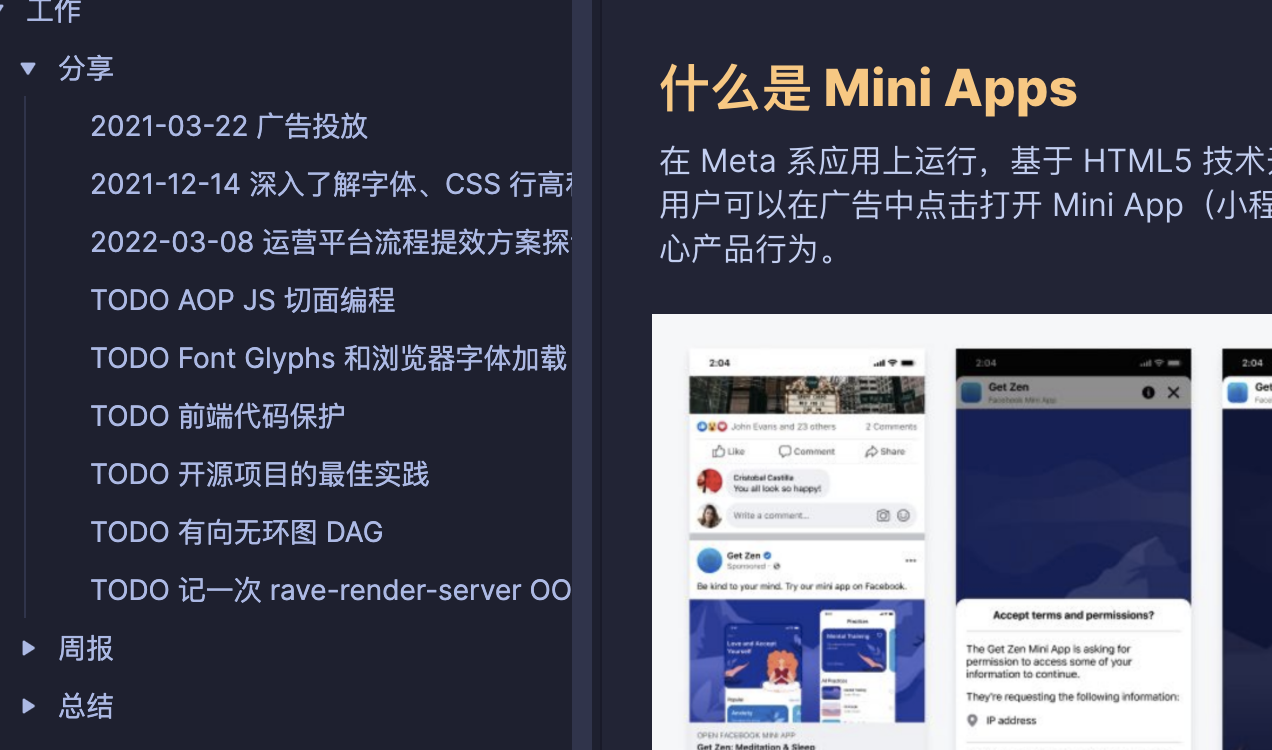 工作
分享
2021-03-22 广告投放
2021-12-14 深入了解字体、CSS 行高
2022-03-08 运营平台流程提效方案探
TODO AOP JS 切面编程
TODO Font Glyphs 和浏览器字体加载
TODO 前端代码保护
TODO 开源项目的最佳实践
TODO 有向无环图 DAG
TODO 记一次 rave-render-server OO
周报
总结
什么是 Mini Apps
在 Meta 系应用上运行，基于 HTML5 技术
用户可以在广告中点击打开 Mini App（小程
心产品行为。
2:04
John Evans and 23 others 2 Comments
Like Comment Share
Cristobal Castilla
You all look so happy!
Write a comment...
Get Zen
Sponsored ·
Be kind to your mind. Try our mini app on Facebook.
Love and Accept
Yourself
Popular
Anxiety
Practices
Mental Training
All Practices
OPEN FACEBOOK MINI APP
Get Zen: Meditation & Sleep
2:04
Get Zen
Facebook Mini App
Accept terms and permissions?
The Get Zen Mini App is asking for
permission to access some of your
information to continue.
They're requesting the following information:
IP address
2:04
Get